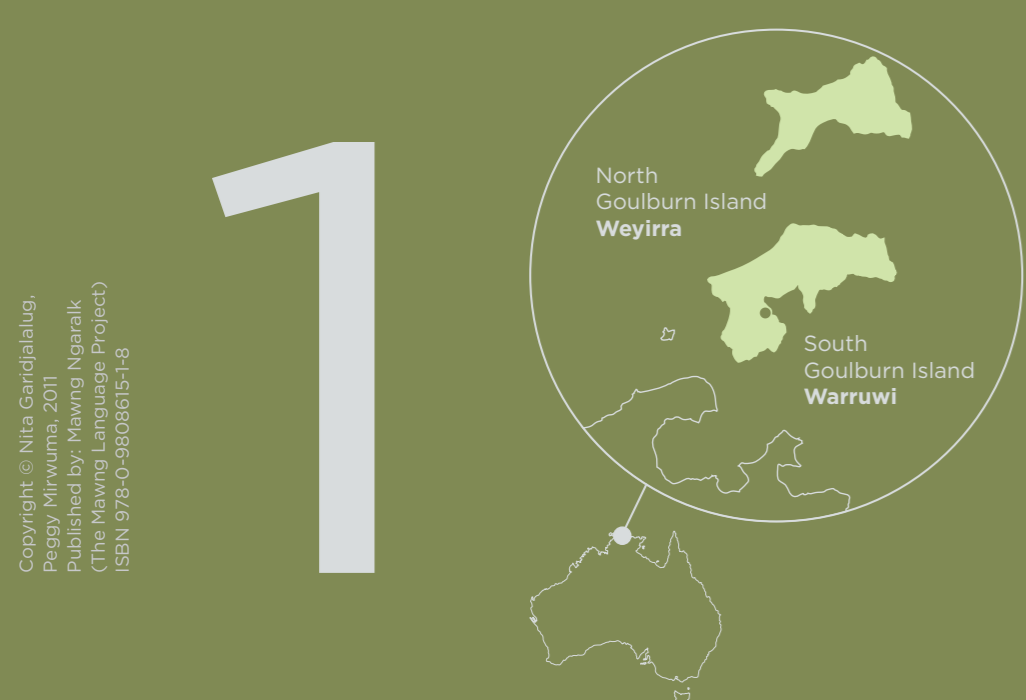 Copyright © Nita Garidjalalug,
Peggy Mirwuma, 2011
Published by: Mawng Ngaralk
(The Mawng Language Project)
ISBN 978-0-9808615-1-8
1
North
Goulburn Island
Weyirra
South
Goulburn Island
Warruwi